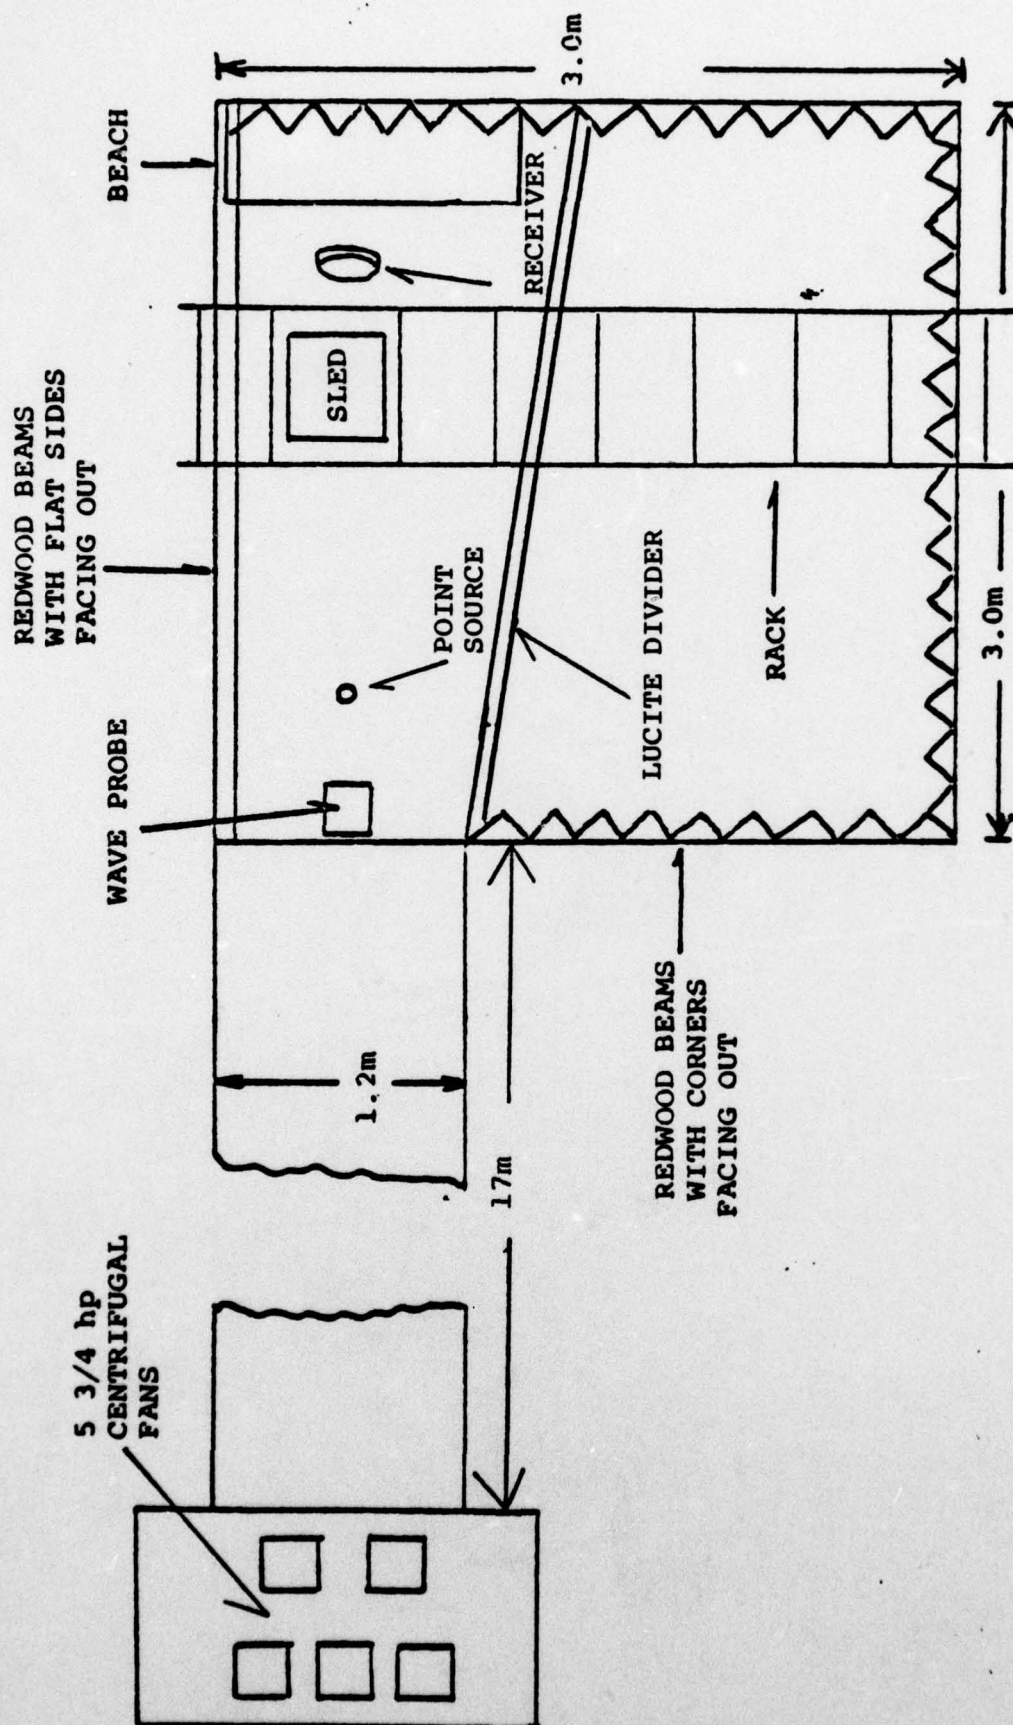 5 3/4 hp
CENTRIFUGAL
FANS
WAVE PROBE
REDWOOD BEAMS
WITH FLAT SIDES
FACING OUT
BEACH
1.2m
17m
POINT
SOURCE
SLED
RECEIVER
3.0m
LUCITE DIVIDER
RACK
REDWOOD BEAMS
WITH CORNERS
FACING OUT
3.0m